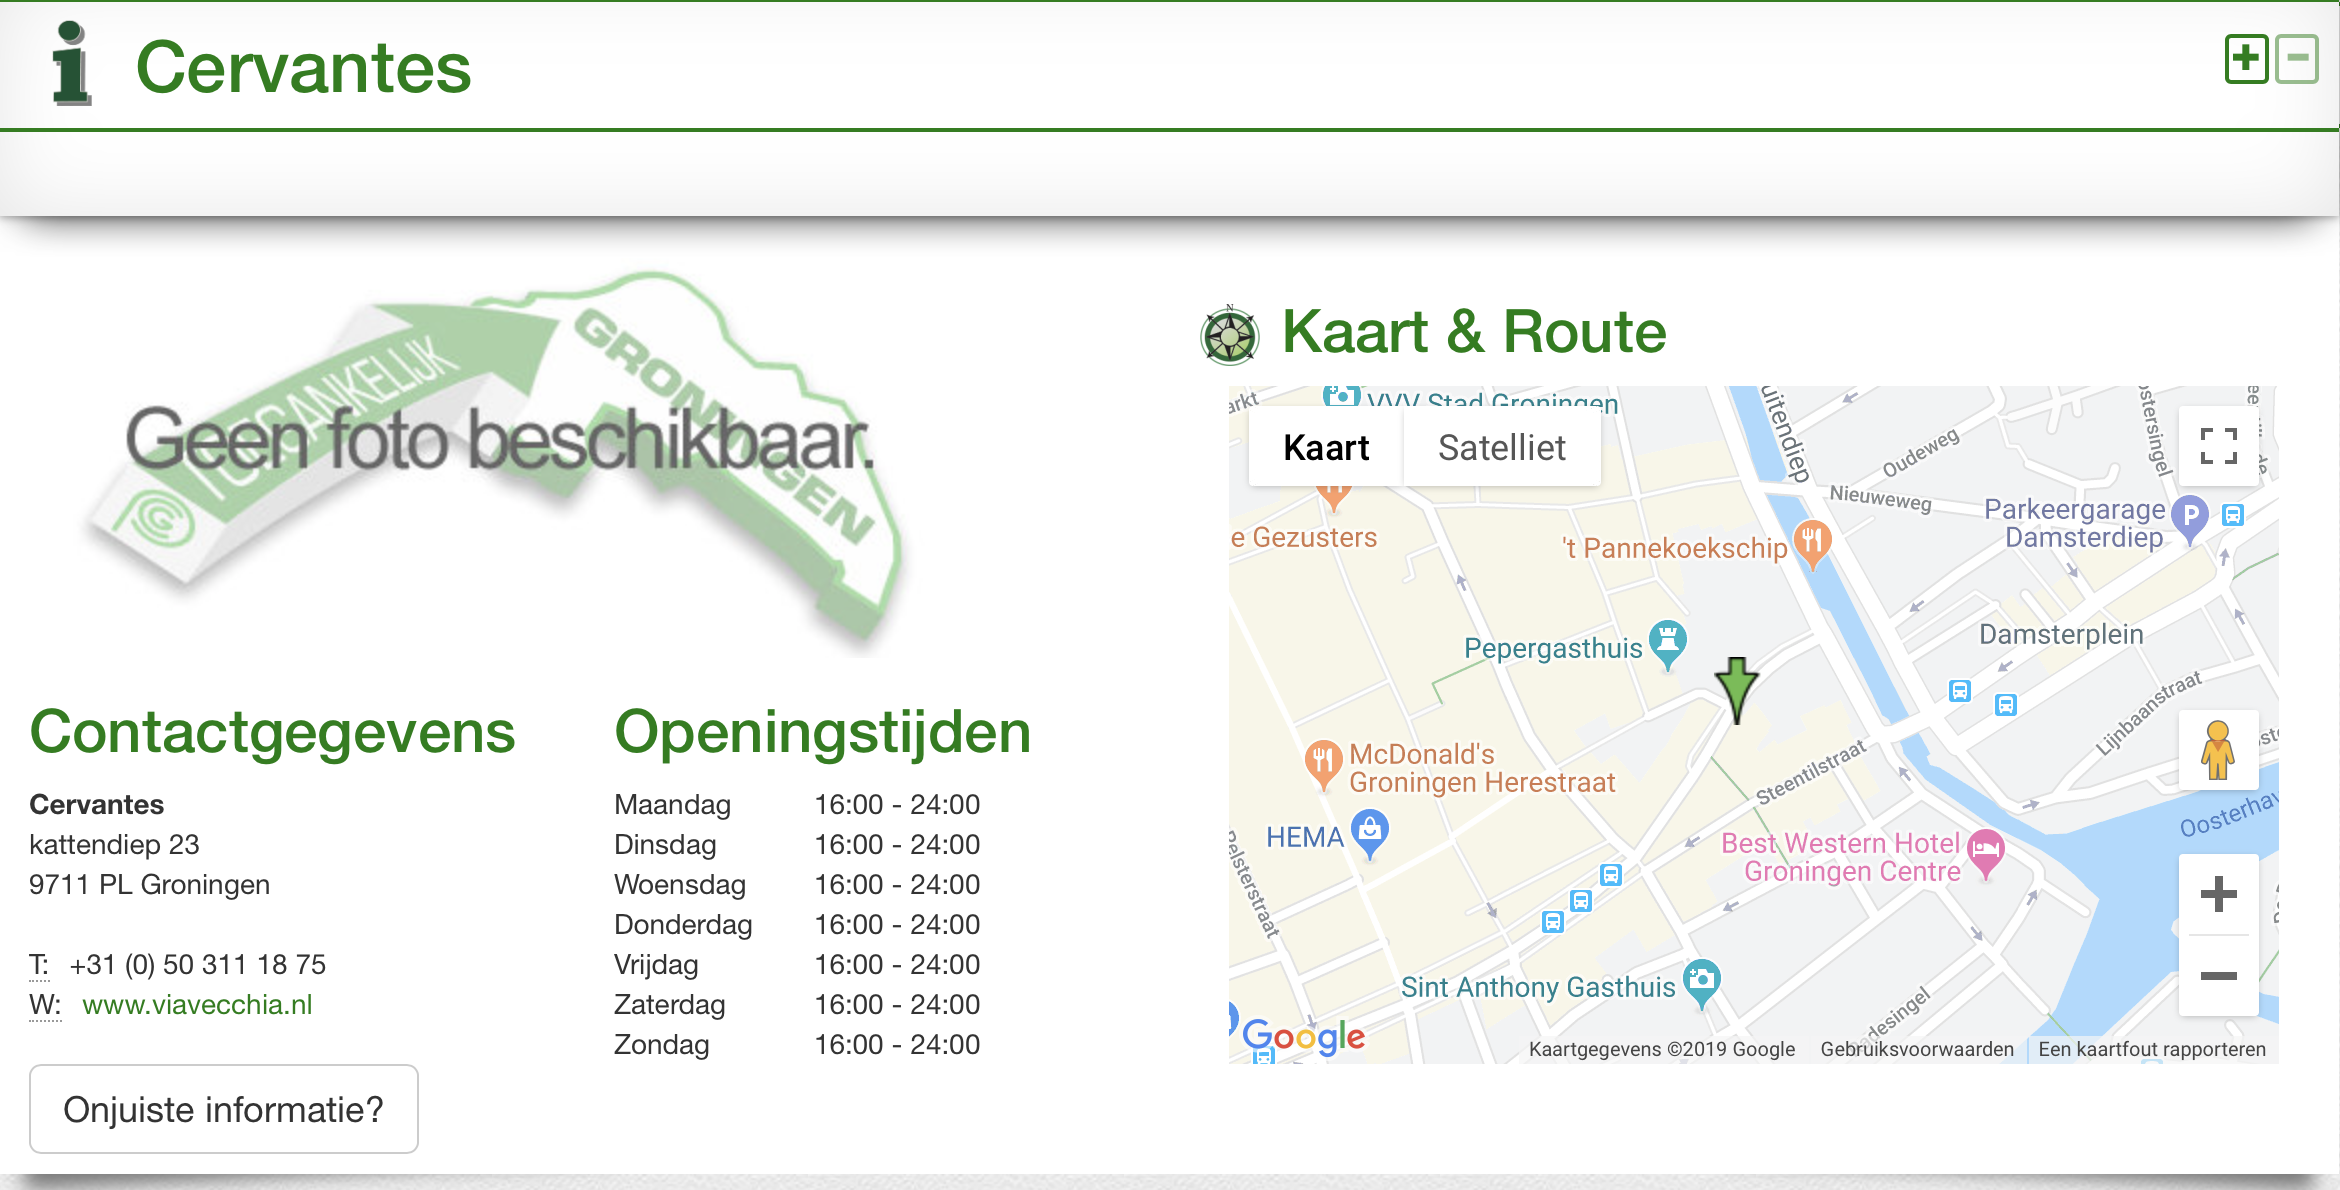 Cervantes
TOEGANKELIJK
GRONINGEN
Geen foto beschikbaar.
Contactgegevens
Cervantes
kattendiep 23
9711 PL Groningen
T: +31 (0) 50 311 18 75
W: www.viavecchia.nl
Onjuiste informatie?
Openingstijden
Maandag 16:00 - 24:00
Dinsdag 16:00 - 24:00
Woensdag 16:00 - 24:00
Donderdag 16:00 - 24:00
Vrijdag 16:00 - 24:00
Zaterdag 16:00 - 24:00
Zondag 16:00 - 24:00
N
Kaart & Route
arkt
VVV Stad Groningen
Kaart
Satelliet
uitendiep
Oudeweg
ostersingel
Nieuweweg
Parkeergarage
Damsterdiep
P
e Gezusters
't Pannekoekschip
Pepergasthuis
Damsterplein
Lijnbaanstraat
McDonald's
Groningen Herestraat
Steentilstraat
HEMA
Oosterhav
Best Western Hotel
Groningen Centre
Pelsterstraat
Sint Anthony Gasthuis
adesingel
Google
Kaartgegevens ©2019 Google
Gebruiksvoorwaarden
Een kaartfout rapporteren